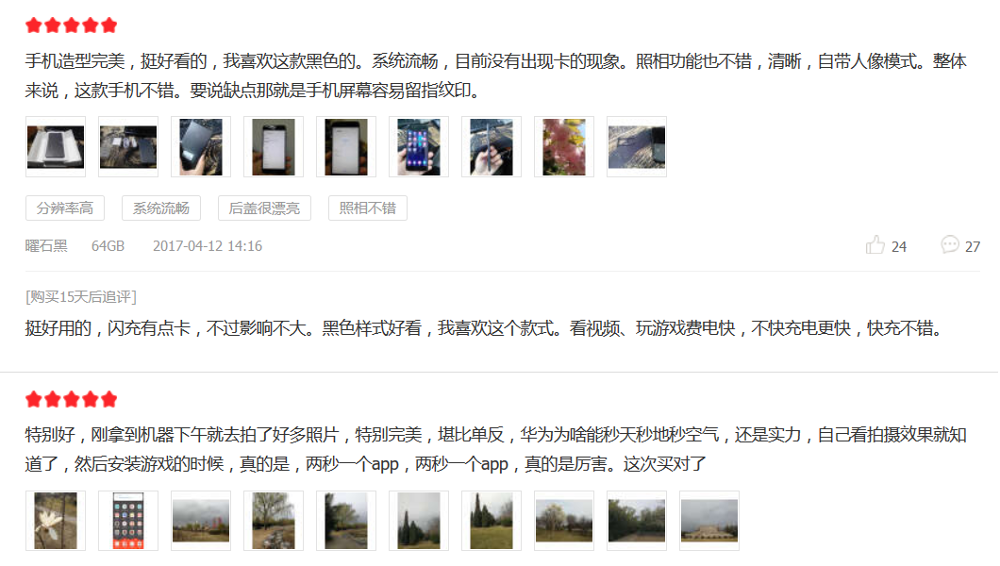 手机造型完美，挺好看的，我喜欢这款黑色的。系统流畅，目前没有出现卡的现象。照相功能也不错，清晰，自带人像模式。整体
来说，这款手机不错。要说缺点那就是手机屏幕容易留指纹印。
分辨率高 系统流畅 后盖很漂亮 照相不错
曜石黑 64GB 2017-04-12 14:16 24 27
[购买15天后追评]
挺好用的，闪充有点卡，不过影响不大。黑色样式好看，我喜欢这个款式。看视频、玩游戏费电快，不快充电更快，快充不错。
特别好，刚拿到机器下午就去拍了好多照片，特别完美，堪比单反，华为为啥能秒天秒地秒空气，还是实力，自己看拍摄效果就知
道了，然后安装游戏的时候，真的是，两秒一个app，两秒一个app，真的是厉害。这次买对了